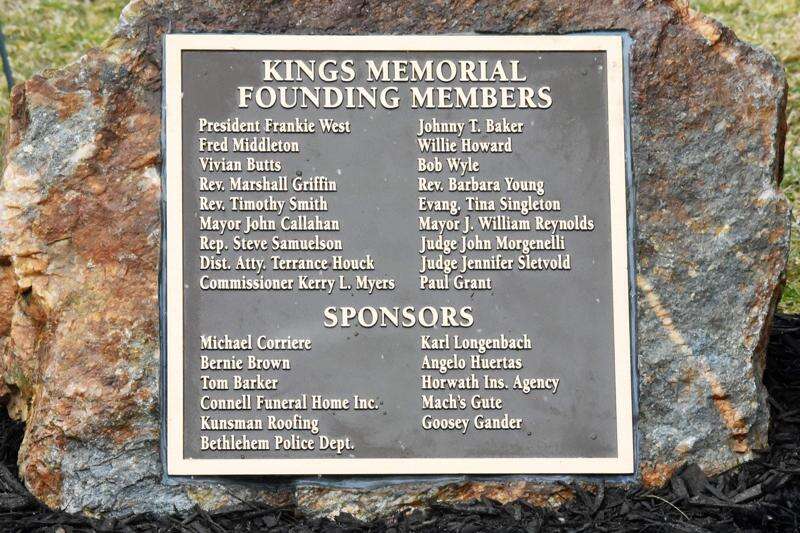 KINGS MEMORIAL
FOUNDING MEMBERS
President Frankie West
Fred Middleton
Vivian Butts
Rev. Marshall Griffin
Rev. Timothy Smith
Mayor John Callahan
Rep. Steve Samuelson
Dist. Atty. Terrance Houck
Commissioner Kerry L. Myers
Johnny T. Baker
Willie Howard
Bob Wyle
Rev. Barbara Young
Evang. Tina Singleton
Mayor J. William Reynolds
Judge John Morgenelli
Judge Jennifer Sletvold
Paul Grant
SPONSORS
Michael Corriere
Bernie Brown
Tom Barker
Connell Funeral Home Inc.
Kunsman Roofing
Bethlehem Police Dept.
Karl Longenbach
Angelo Huertas
Horwath Ins. Agency
Mach's Gute
Goosey Gander